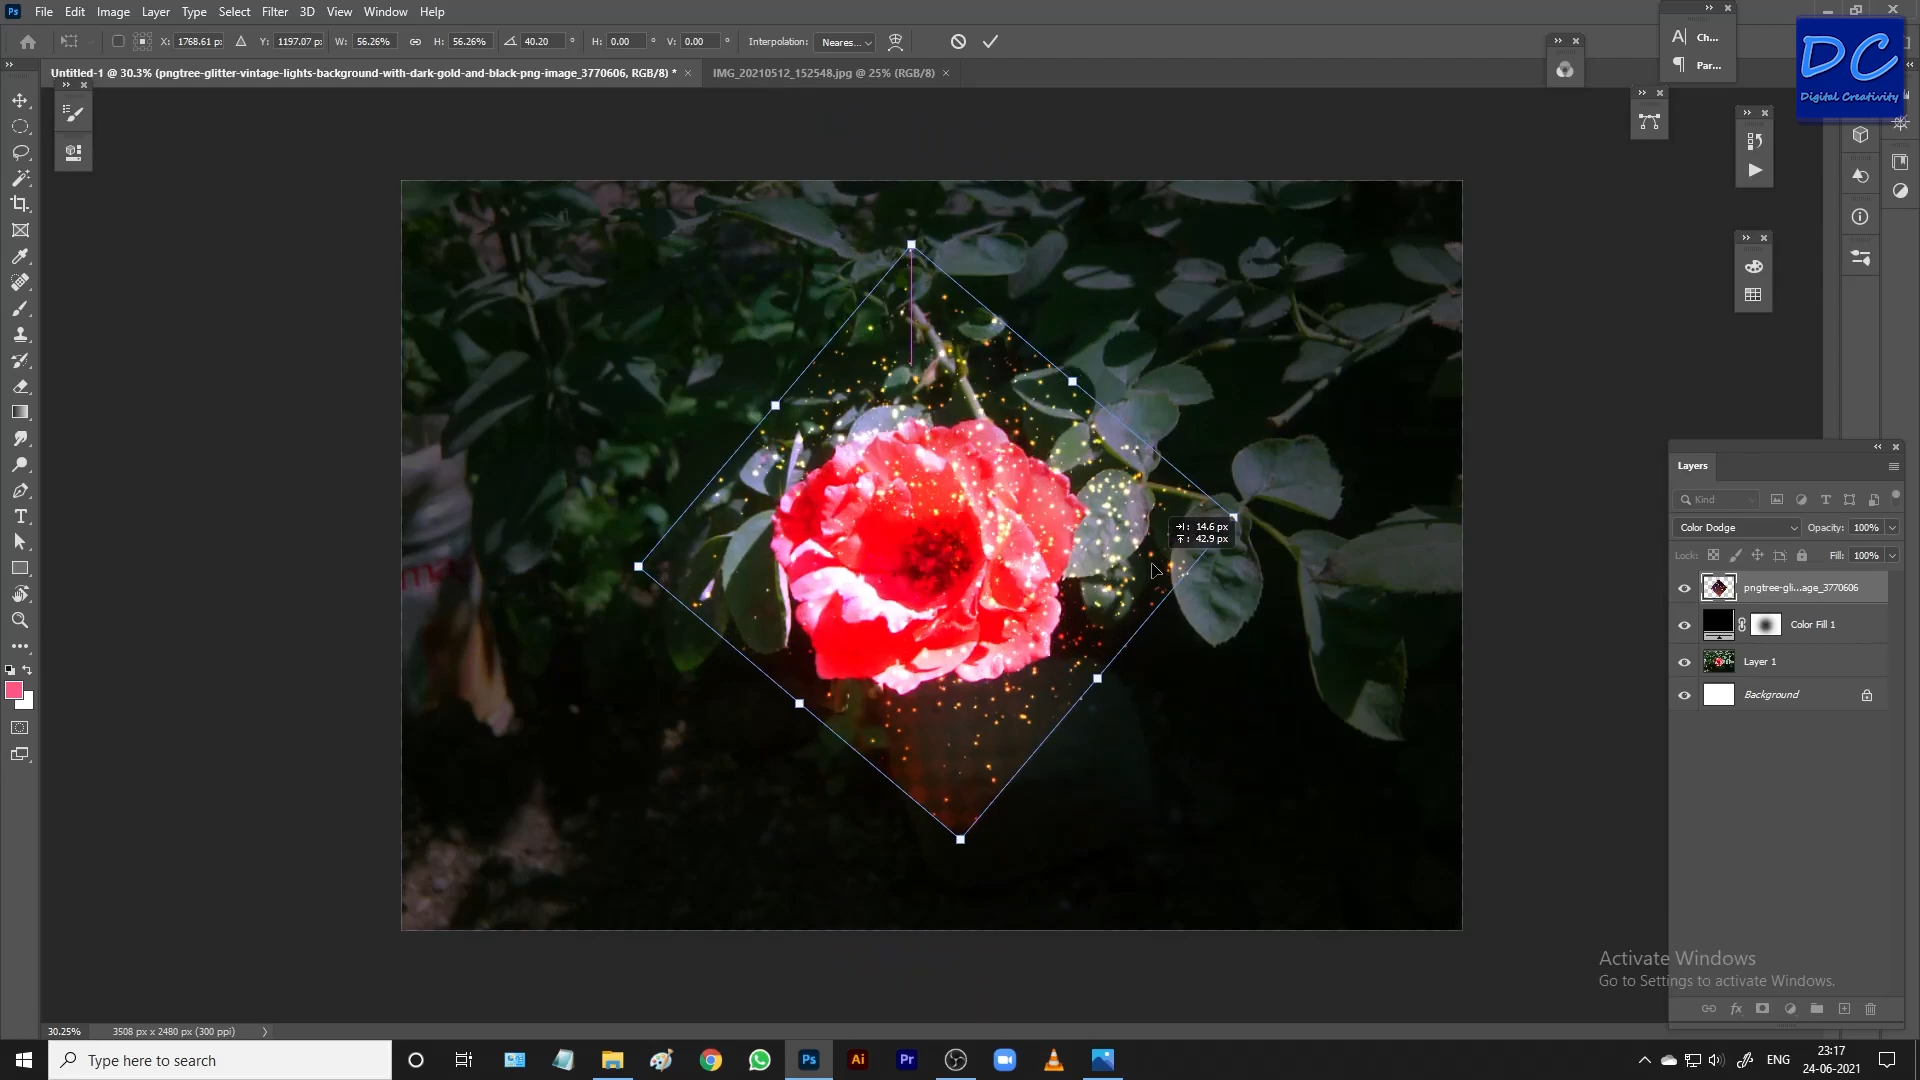 Ps File Edit Image Layer Type Select Filter 3D View Window Help
X: 1768.61 p: Y: 1197.07 p: W: 56.26% H: 56.26% 40.20 ° H: 0.00 ° V: 0.00 ° Interpolation: Neares...
Untitled-1 @ 30.3% (pngtree-glitter-vintage-lights-background-with-dark-gold-and-black-png-image_3770606, RGB/8) * × IMG_20210512_152548.jpg @ 25% (RGB/8) ×
Ch...
Par...
DC
Digital Creativity
14.6 px
42.9 px
Layers
Kind
Color Dodge Opacity: 100%
Lock: Fill: 100%
pngtree-gli...age_3770606
Color Fill 1
Layer 1
Background
Activate Windows
Go to Settings to activate Windows.
30.25% 3508 px x 2480 px (300 ppi)
Type here to search
Ps Ai Pr
ENG
23:17
24-06-2021